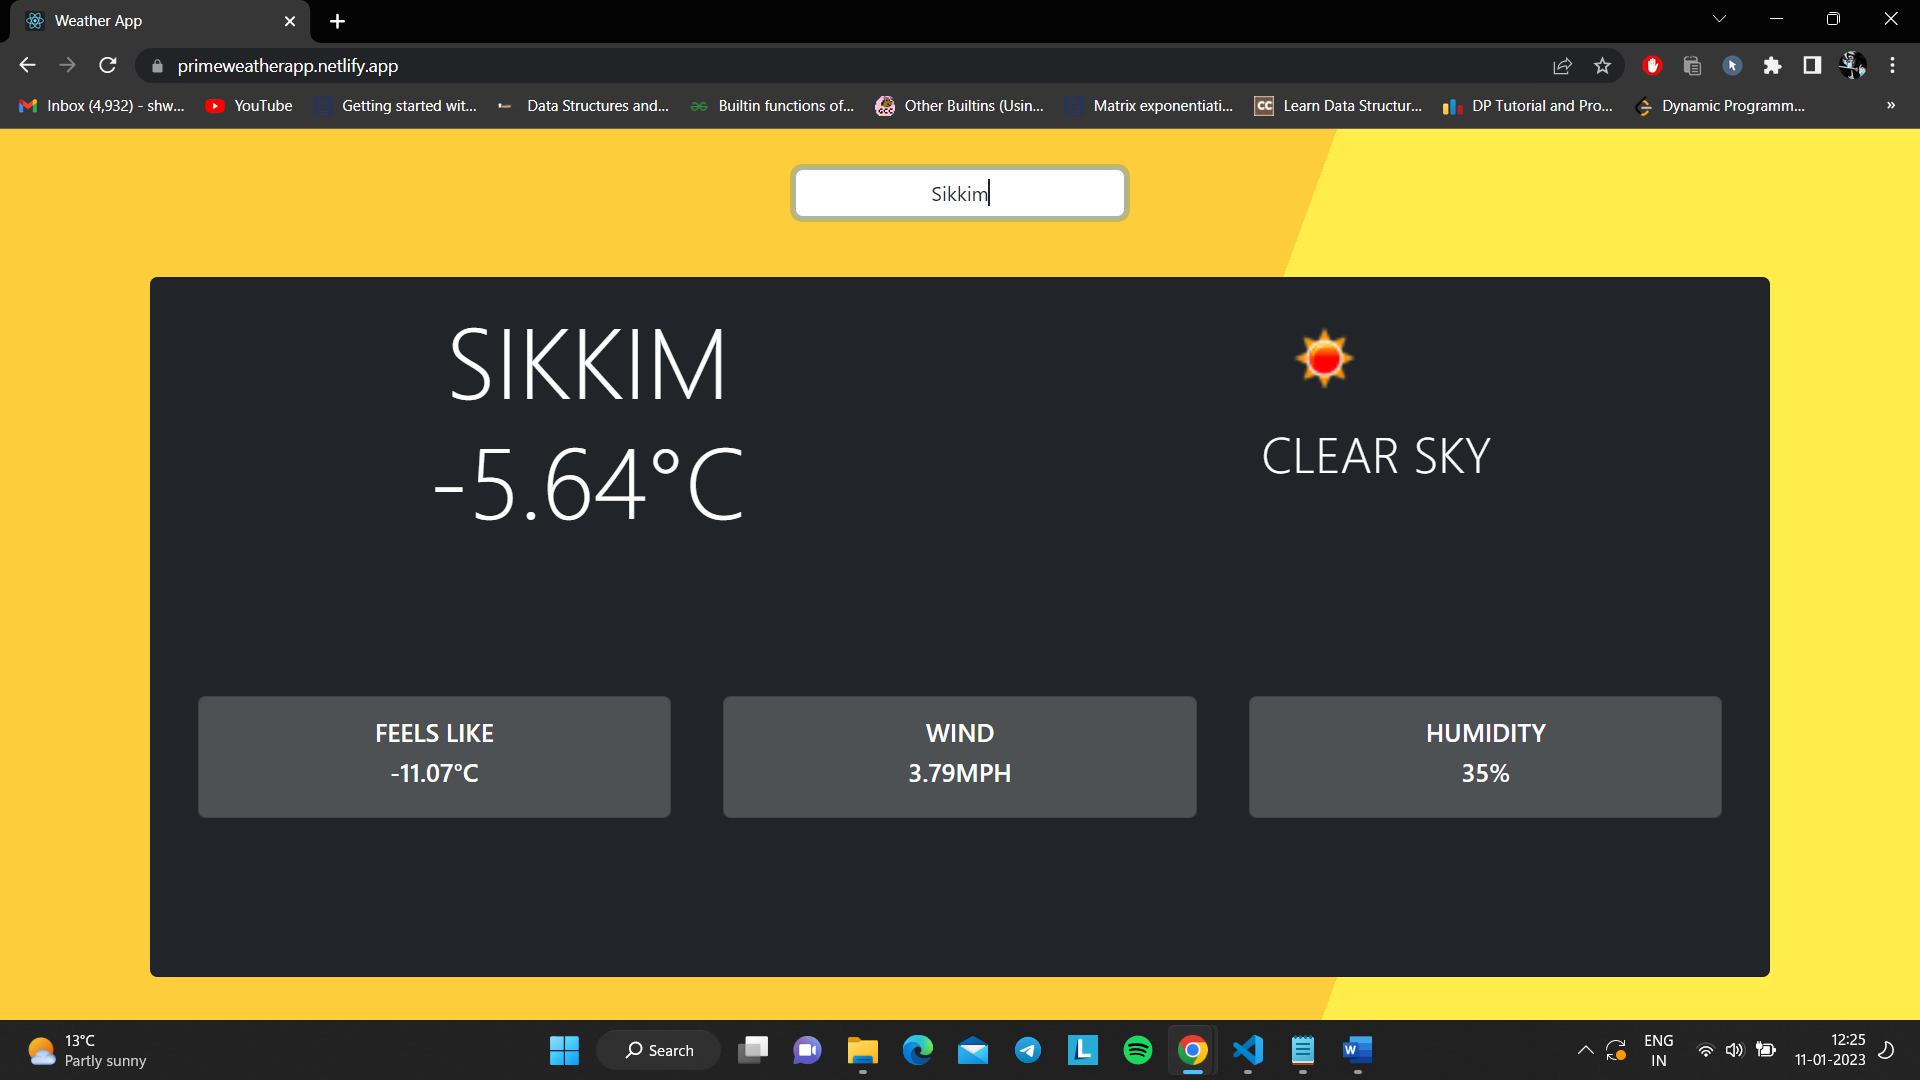 Weather App
primeweatherapp.netlify.app
Inbox (4,932) - shw... YouTube Getting started wit... Data Structures and... Builtin functions of... Other Builtins (Usin... Matrix exponentiati... CC Learn Data Structur... DP Tutorial and Pro... Dynamic Programm... »
Sikkim
SIKKIM
-5.64°C
CLEAR SKY
FEELS LIKE
-11.07°C
WIND
3.79MPH
HUMIDITY
35%
13°C
Partly sunny
Search
L
W
ENG
IN
12:25
11-01-2023